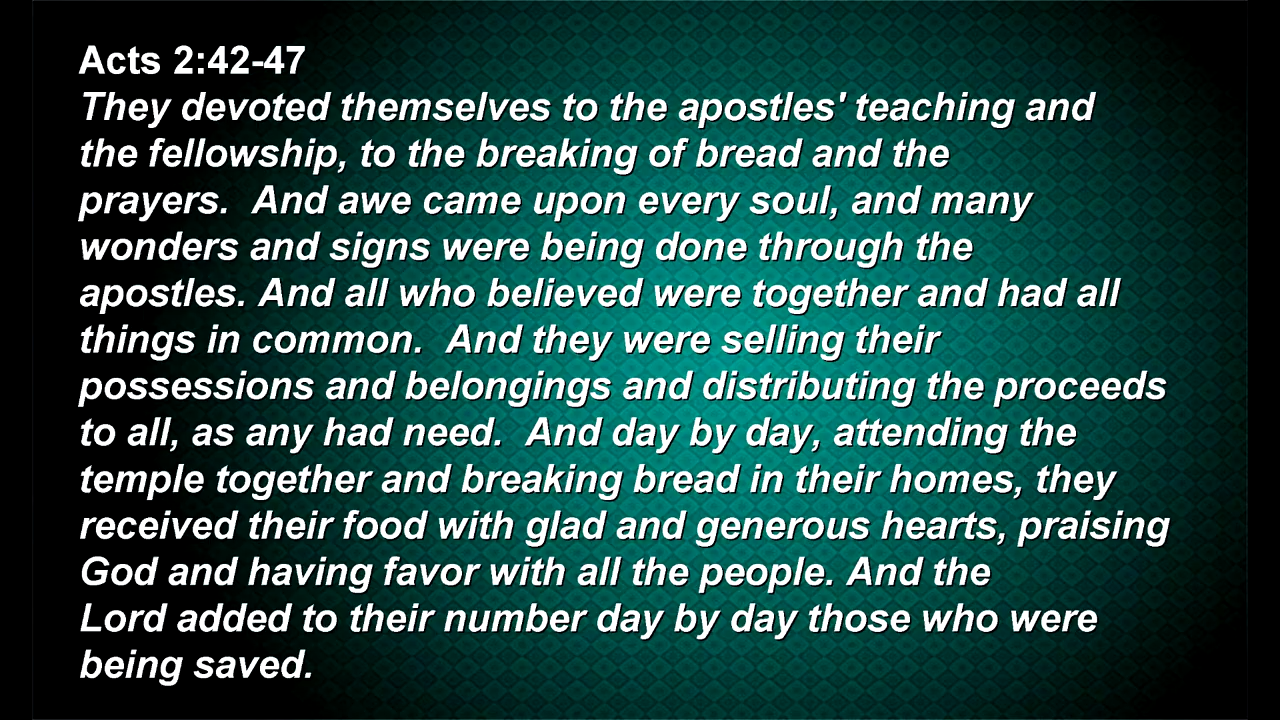 Acts 2:42-47
They devoted themselves to the apostles' teaching and
the fellowship, to the breaking of bread and the
prayers.  And awe came upon every soul, and many
wonders and signs were being done through the
apostles. And all who believed were together and had all
things in common.  And they were selling their
possessions and belongings and distributing the proceeds
to all, as any had need.  And day by day, attending the
temple together and breaking bread in their homes, they
received their food with glad and generous hearts, praising
God and having favor with all the people. And the
Lord added to their number day by day those who were
being saved.